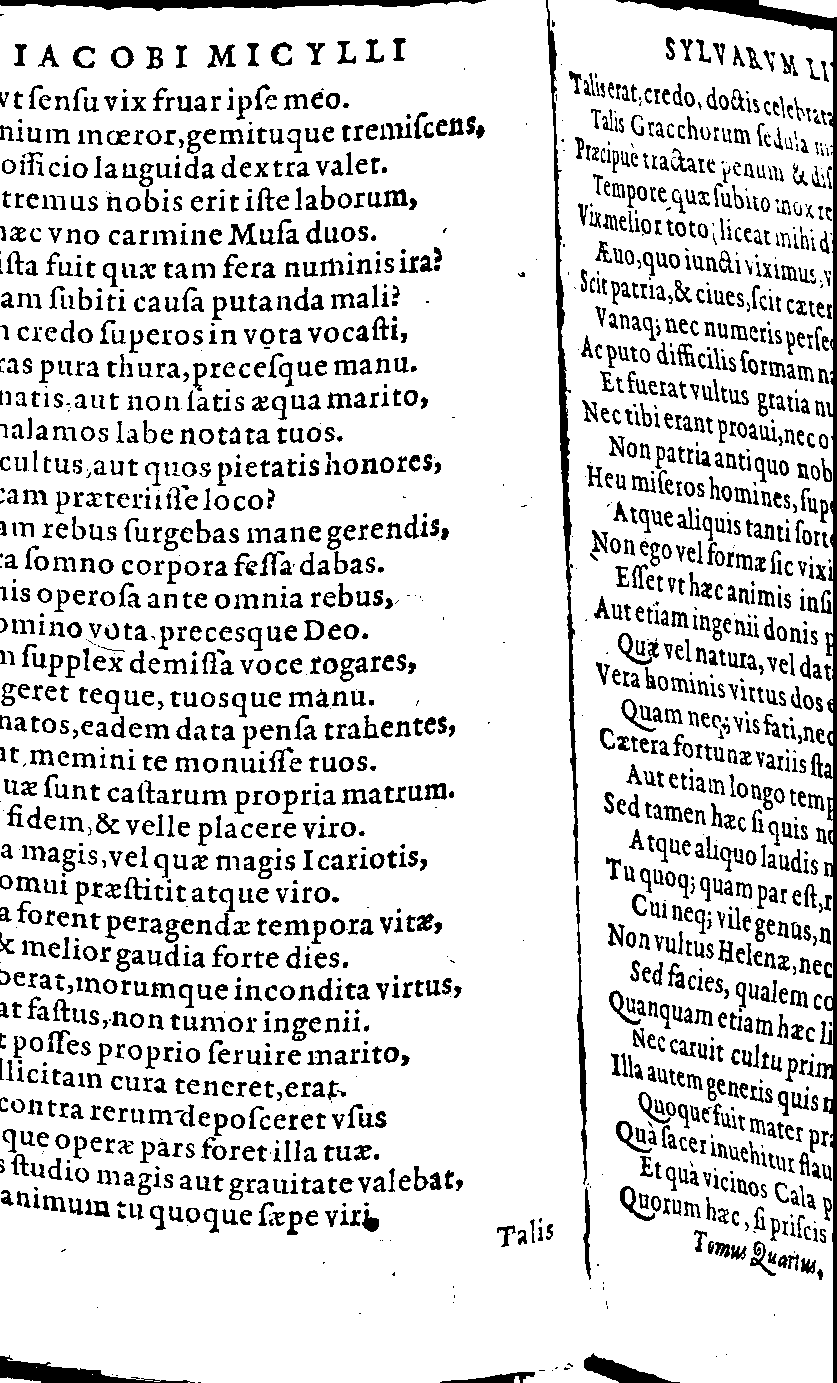 IACOBI MICYLLI
vt ſenſu vix fruar ipſe meo.
nium mœror, gemituque tremiſcens,
officio languida dextra valet.
tremus nobis erit iſte laborum,
hæc vno carmine Muſa duos.
iſta fuit quæ tam fera numinis ira?
am ſubiti cauſa putanda mali?
credo ſuperos in vota vocaſti,
ras pura thura, preceſque manu.
natis, aut non ſatis æqua marito,
halamos labe notata tuos.
cultus, aut quos pietatis honores,
cam præteriiſſe loco?
am rebus ſurgebas mane gerendis,
ra ſomno corpora feſſa dabas.
nis operoſa ante omnia rebus,
omino vota precesque Deo.
ſupplex demiſſa voce rogares,
geret teque, tuosque manu.
natos, eadem data penſa trahentes,
at, memini te monuiſſe tuos.
uæ ſunt caſtarum propria matrum.
fidem, & velle placere viro.
a magis, vel quæ magis Icariotis,
omui præſtitit atque viro.
a forent peragendæ tempora vitæ,
& melior gaudia forte dies.
berat, morumque incondita virtus,
at faſtus, non tumor ingenii.
t poſſes proprio ſeruire marito,
llicitam cura teneret, erat.
contra rerum depoſceret vſus
que operæ pars foret illa tuæ.
s ſtudio magis aut grauitate valebat,
animum tu quoque ſæpe viri,
Talis
SYLVARVM LI
Talis erat, credo, doctis celebrata
Talis Gracchorum ſedula
Præcipuè tractare penum & diſ
Tempore quæ ſubito mox re
Vix melior toto, liceat mihi d
Æuo, quo iuncti viximus, v
Scit patria, & ciues, ſcit cæter
Vanaq; nec numeris perfe
Ac puto difficilis formam n
Et fuerat vultus gratia nu
Nec tibi erant proaui, nec o
Non patria antiquo nob
Heu miſeros homines, ſup
Atque aliquis tanti ſort
Non ego vel formæ ſic vixi
Eſſet vt hæc animis inſi
Aut etiam ingenii donis p
Quæ vel natura, vel dat
Vera hominis virtus dos e
Quam neq; vis fati, nec
Cætera fortunæ variis ſta
Aut etiam longo temp
Sed tamen hæc ſi quis no
Atque aliquo laudis n
Tu quoq; quam par eſt, r
Cui neq; vile genus, n
Non vultus Helenæ, nec
Sed facies, qualem co
Quanquam etiam hæc li
Nec caruit cultu prim
Illa autem generis quis n
Quoque fuit mater pra
Quà ſacer inuehitur flau
Et quà vicinos Cala p
Quorum hæc, ſi priſcis
Tomus Quartus.